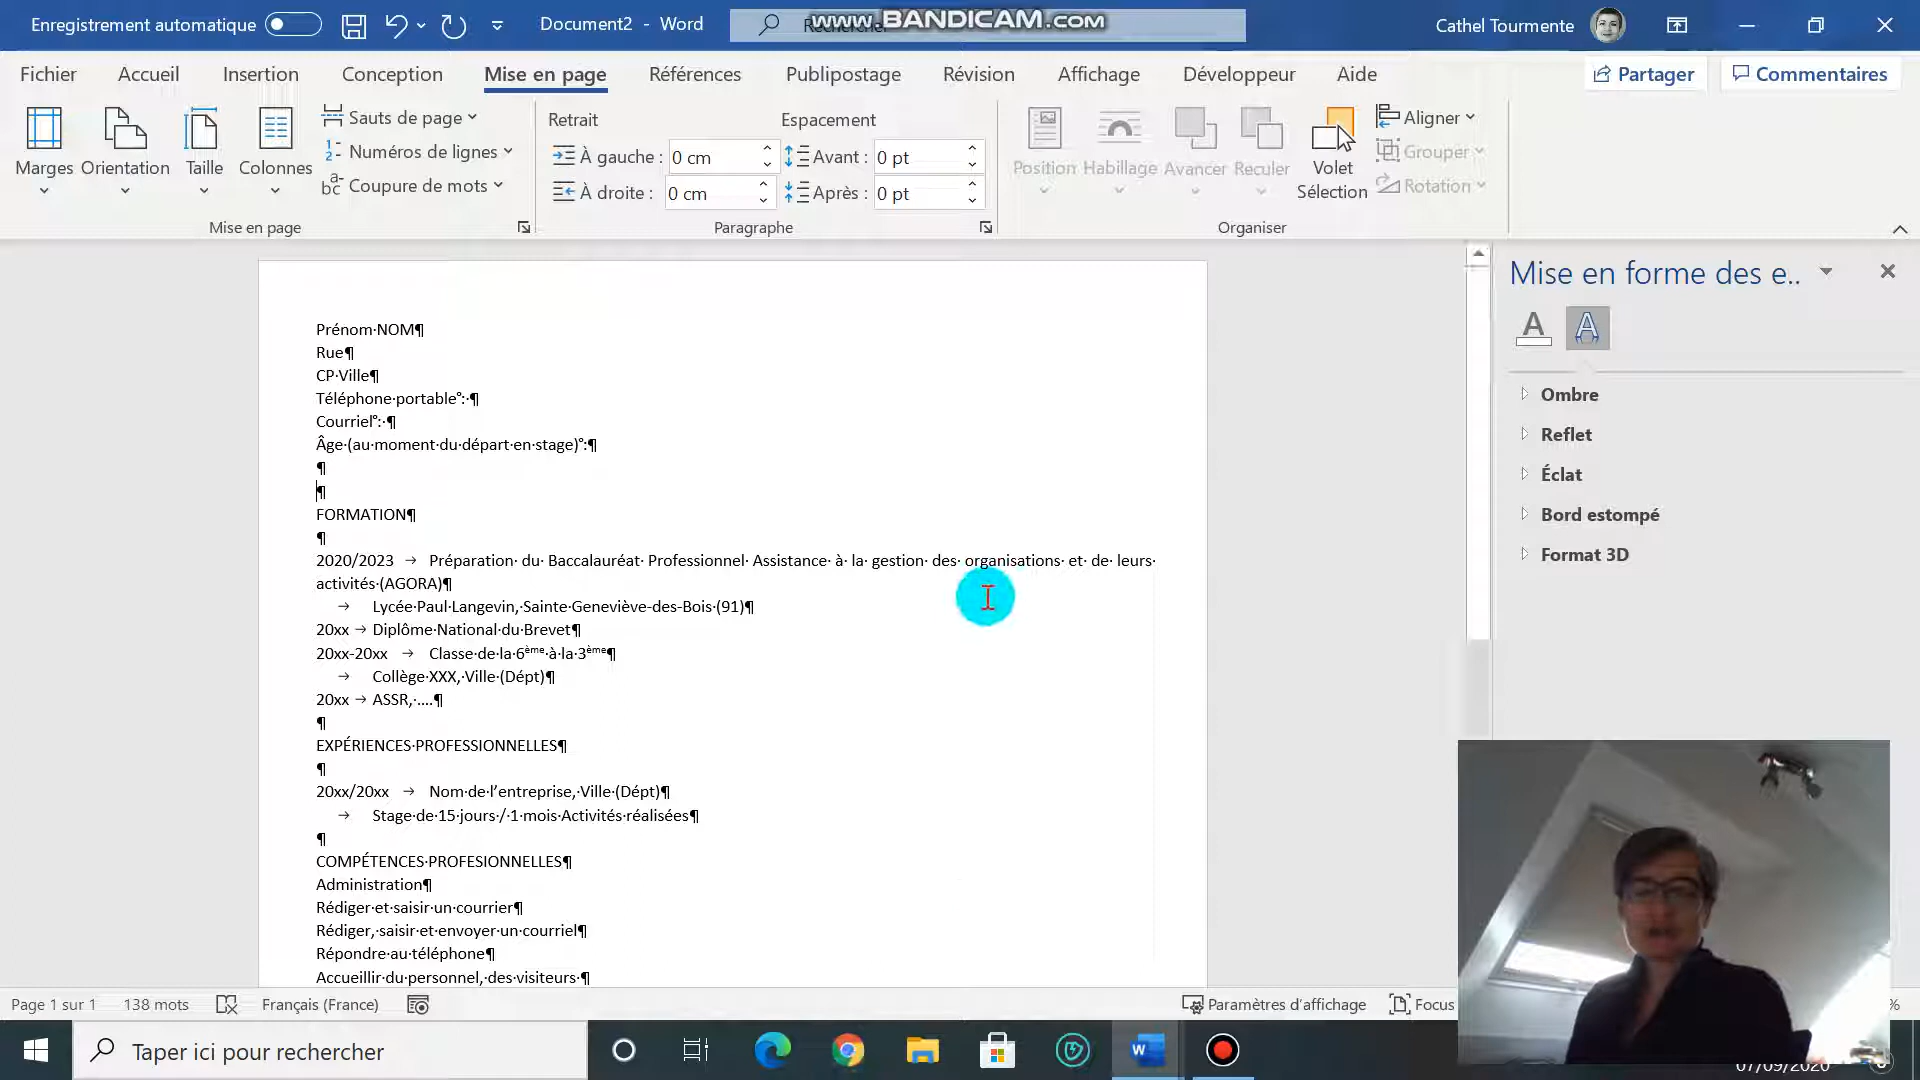 Enregistrement automatique
Document2 - Word
www.BANDICAM.com
Cathel Tourmente
Fichier Accueil Insertion Conception Mise en page Références Publipostage Révision Affichage Développeur Aide
Partager Commentaires
Marges Orientation Taille Colonnes
Sauts de page
Numéros de lignes
Coupure de mots
Mise en page
Retrait Espacement
À gauche : 0 cm Avant : 0 pt
À droite : 0 cm Après : 0 pt
Paragraphe
Position Habillage Avancer Reculer Volet Sélection
Aligner
Grouper
Rotation
Organiser
Prénom·NOM¶
Rue¶
CP·Ville¶
Téléphone·portable°:·¶
Courriel°:·¶
Âge·(au·moment·du·départ·en·stage)°:¶
¶
¶
FORMATION¶
¶
2020/2023 → Préparation· du· Baccalauréat· Professionnel· Assistance· à· la· gestion· des· organisations· et· de· leurs·
activités·(AGORA)¶
→ Lycée·Paul·Langevin,·Sainte·Geneviève-des-Bois·(91)¶
20xx → Diplôme·National·du·Brevet¶
20xx-20xx → Classe·de·la·6ème·à·la·3ème¶
→ Collège·XXX,·Ville·(Dépt)¶
20xx → ASSR,·....¶
¶
EXPÉRIENCES·PROFESSIONNELLES¶
¶
20xx/20xx → Nom·de·l’entreprise,·Ville·(Dépt)¶
→ Stage·de·15·jours·/·1·mois·Activités·réalisées¶
¶
COMPÉTENCES·PROFESIONNELLES¶
Administration¶
Rédiger·et·saisir·un·courrier¶
Rédiger,·saisir·et·envoyer·un·courriel¶
Répondre·au·téléphone¶
Accueillir·du·personnel,·des·visiteurs·¶
Mise en forme des e..
Ombre
Reflet
Éclat
Bord estompé
Format 3D
Page 1 sur 1 138 mots Français (France) Paramètres d’affichage Focus %
Taper ici pour rechercher
07/09/2020